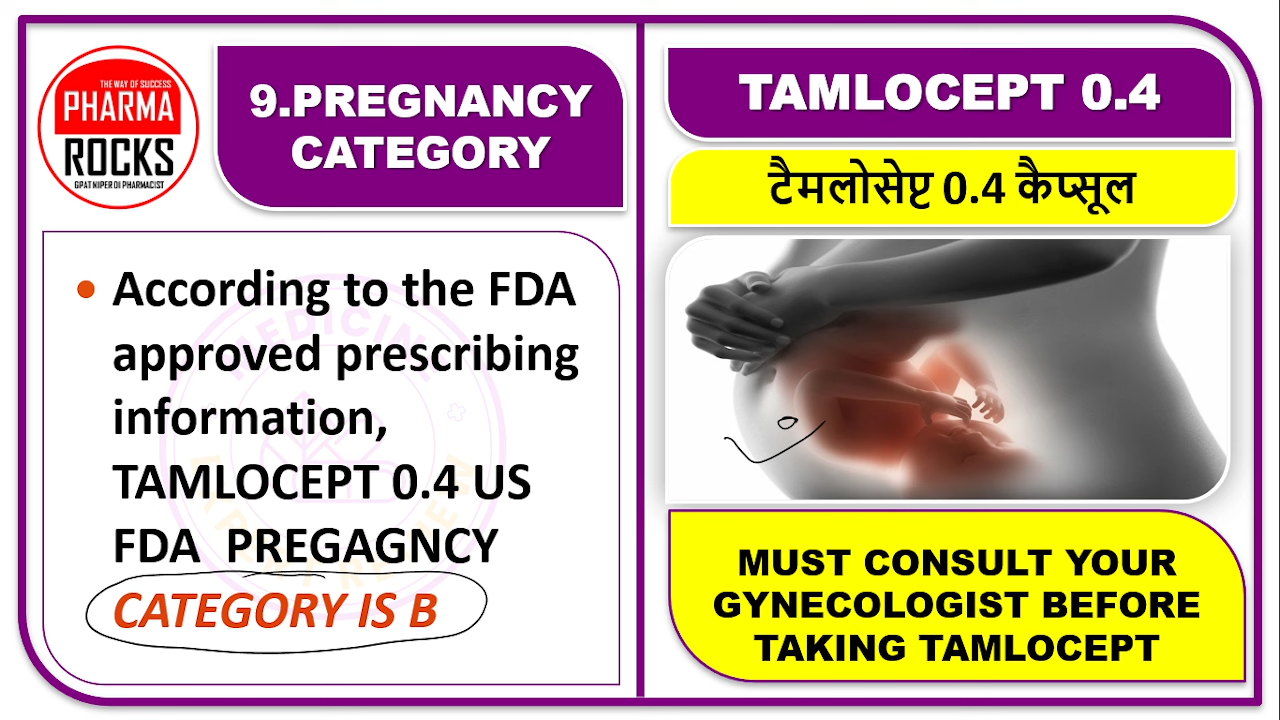 THE WAY OF SUCCESS
PHARMA
ROCKS
GPAT NIPER DI PHARMACIST
9.PREGNANCY
CATEGORY
• According to the FDA
approved prescribing
information,
TAMLOCEPT 0.4 US
FDA PREGAGNCY
CATEGORY IS B
TAMLOCEPT 0.4
टैमलोसेप्ट 0.4 कैप्सूल
MUST CONSULT YOUR
GYNECOLOGIST BEFORE
TAKING TAMLOCEPT